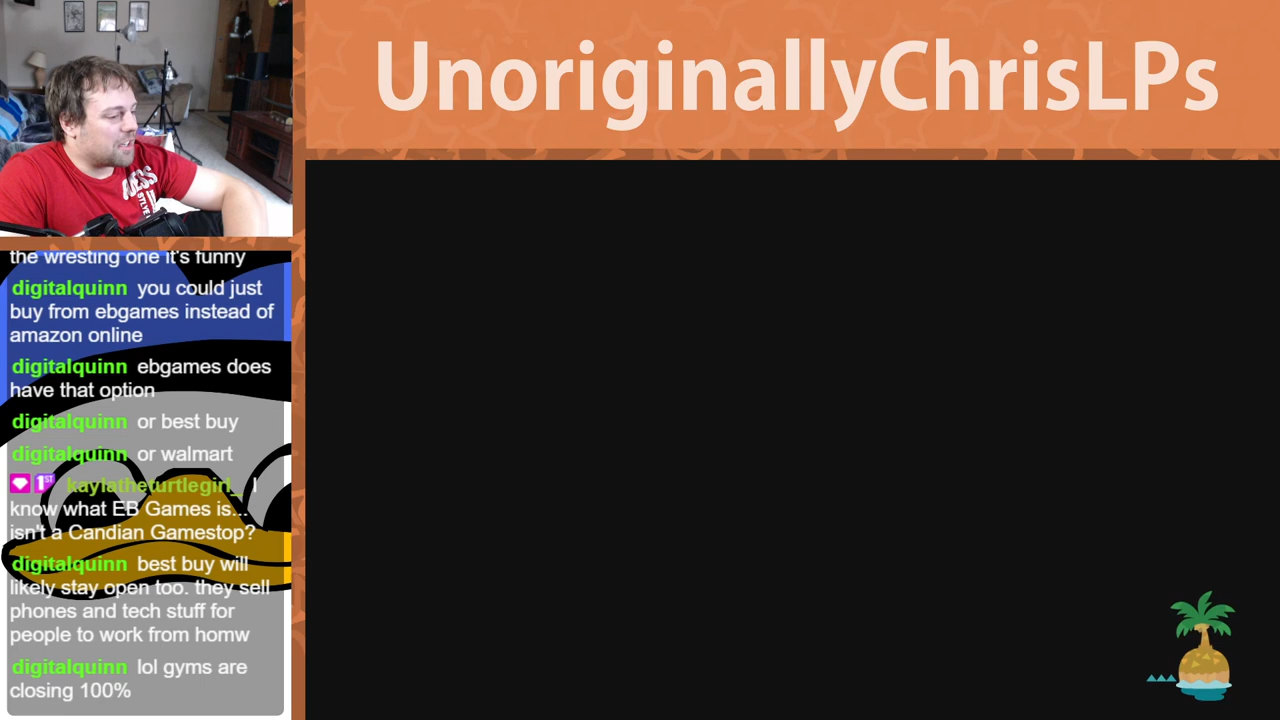 UnoriginallyChrisLPs
the wresting one it's funny
digitalquinn you could just
buy from ebgames instead of
amazon online
digitalquinn ebgames does
have that option
digitalquinn or best buy
digitalquinn or walmart
1ST kaylatheturtlegirl_ I
know what EB Games is...
isn't a Candian Gamestop?
digitalquinn best buy will
likely stay open too. they sell
phones and tech stuff for
people to work from homw
digitalquinn lol gyms are
closing 100%